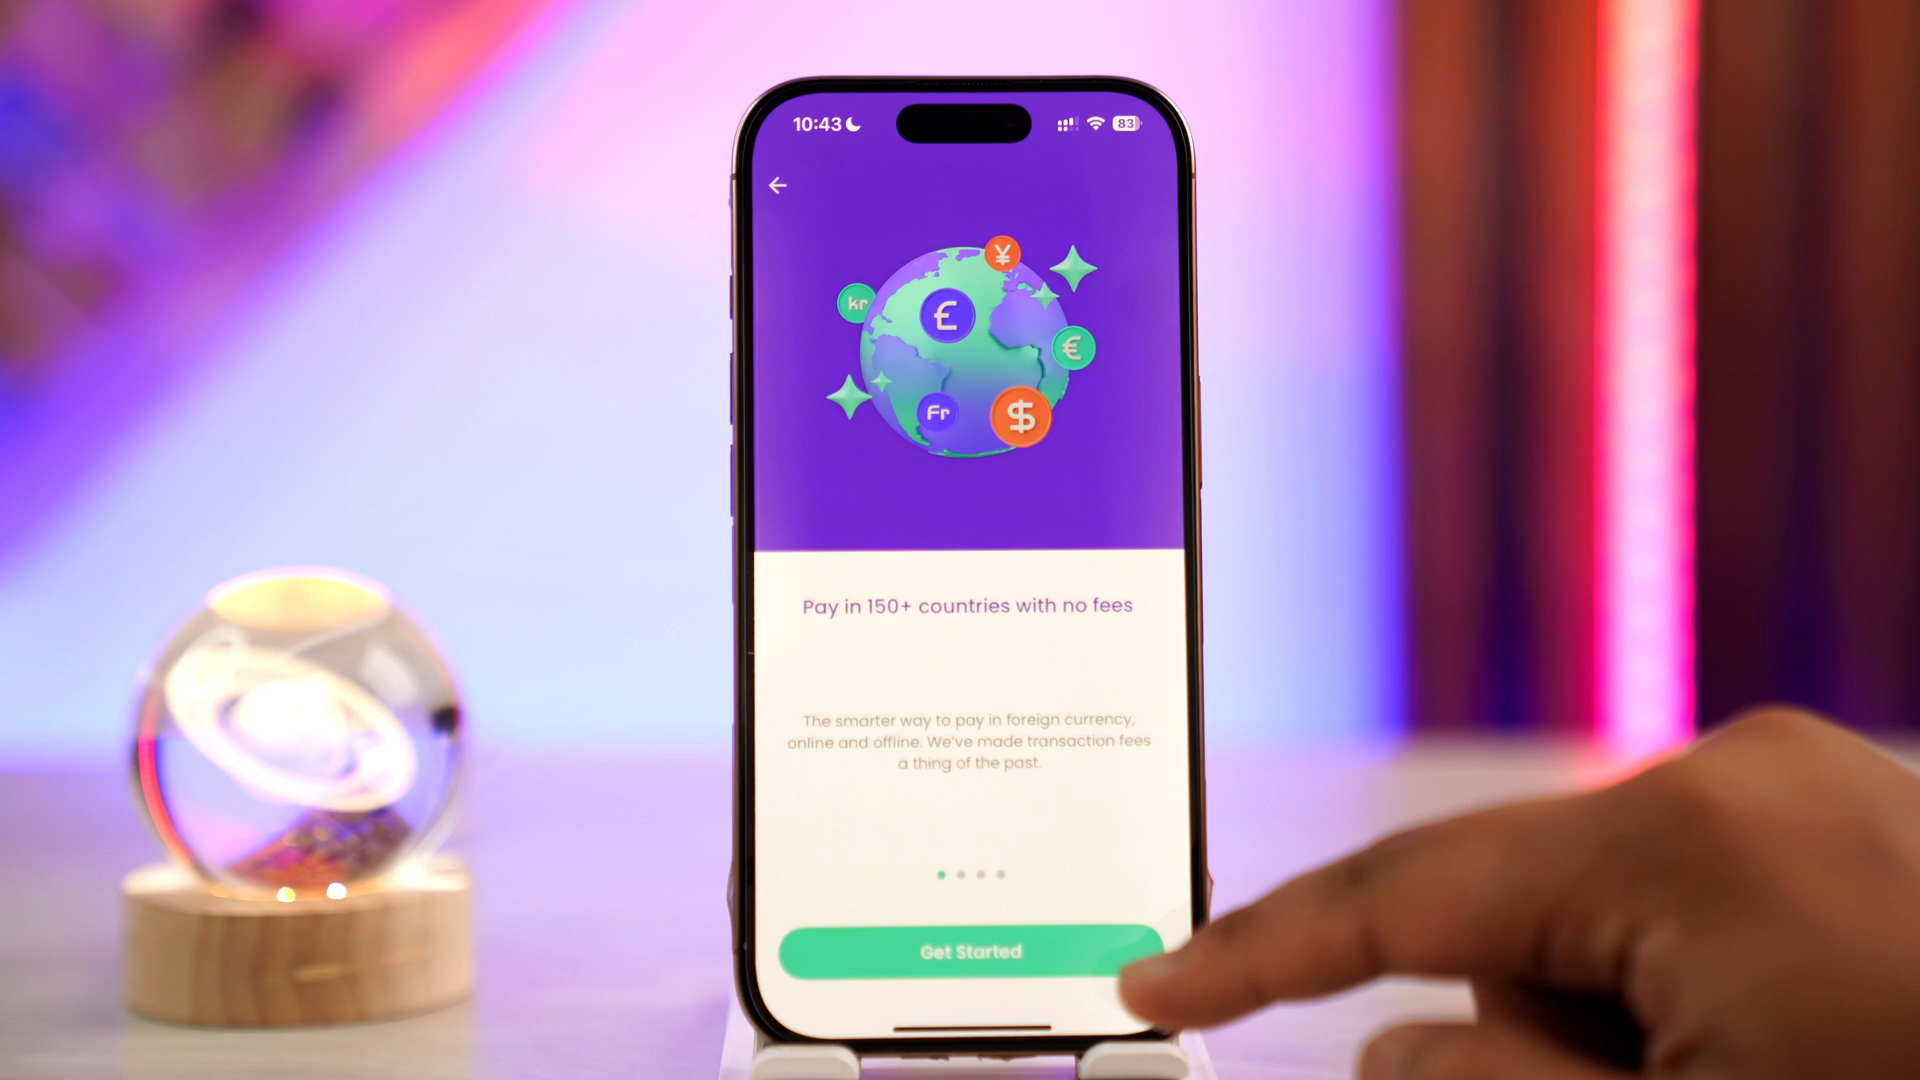 10:43
83
¥
kr
£
€
Fr
$
Pay in 150+ countries with no fees
The smarter way to pay in foreign currency,
online and offline. We've made transaction fees
a thing of the past.
Get Started